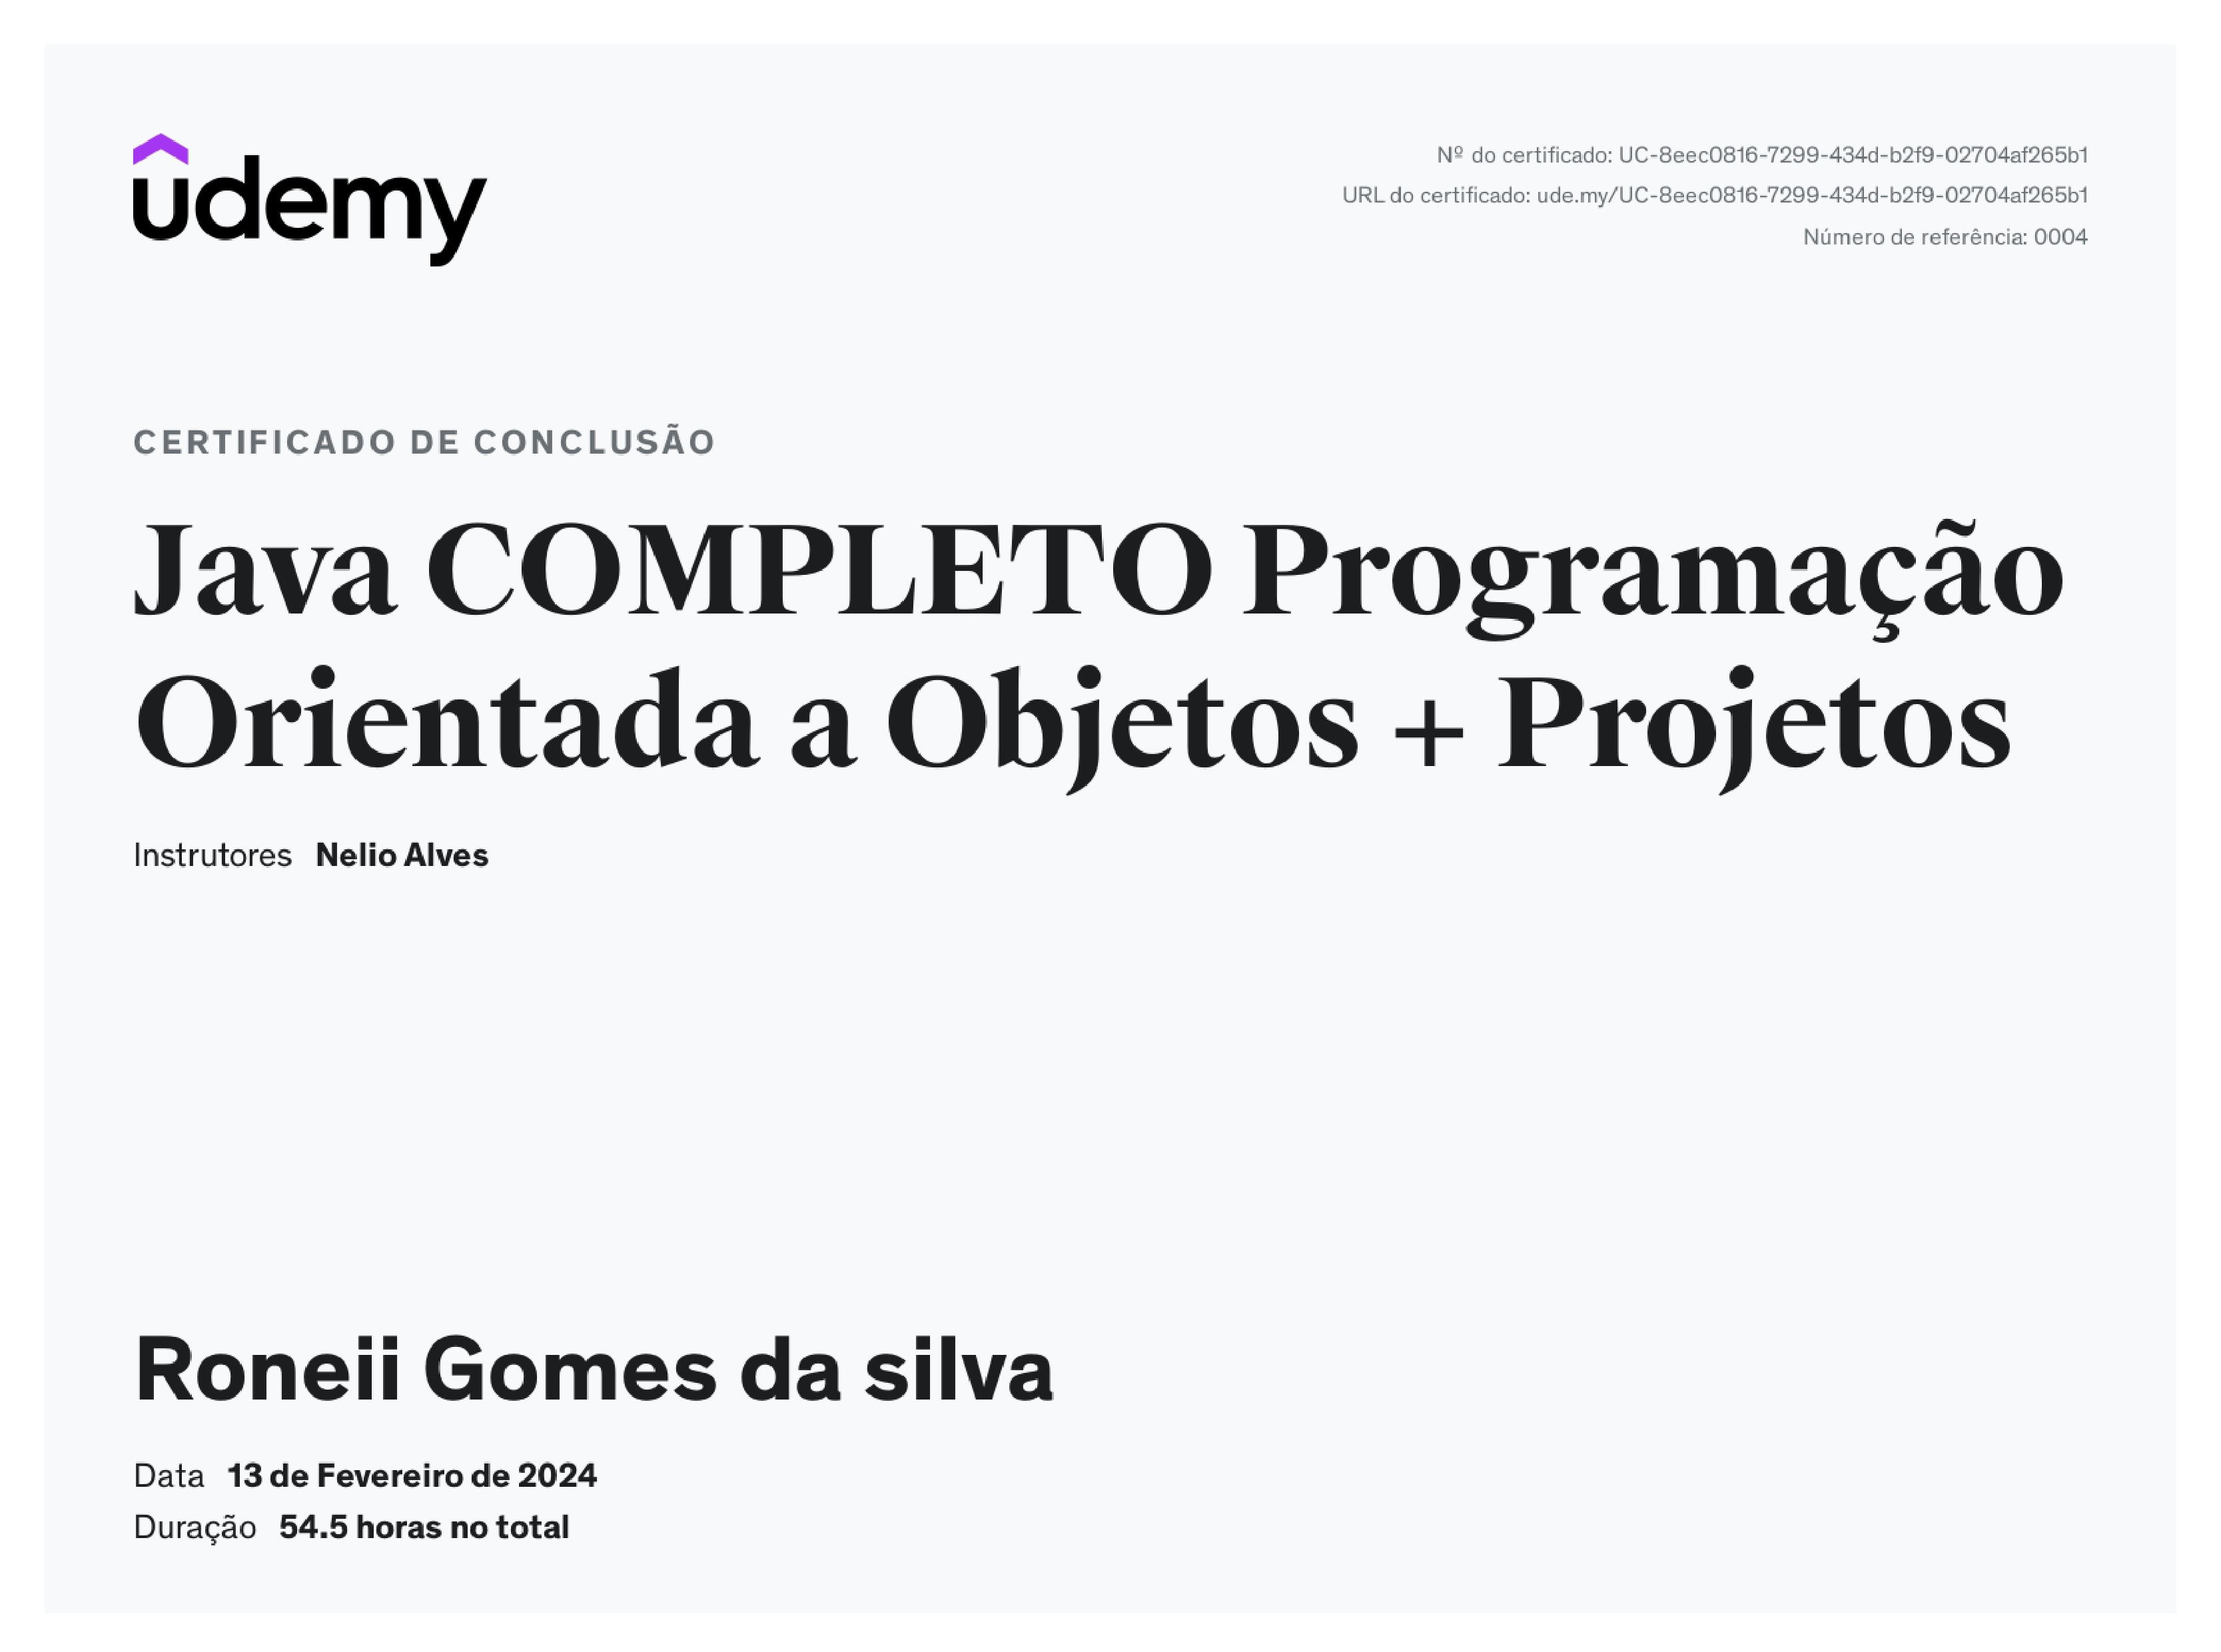 udemy
Nº do certificado: UC-8eec0816-7299-434d-b2f9-02704af265b1
URL do certificado: ude.my/UC-8eec0816-7299-434d-b2f9-02704af265b1
Número de referência: 0004
CERTIFICADO DE CONCLUSÃO
Java COMPLETO Programação
Orientada a Objetos + Projetos
Instrutores Nelio Alves
Roneii Gomes da silva
Data 13 de Fevereiro de 2024
Duração 54.5 horas no total